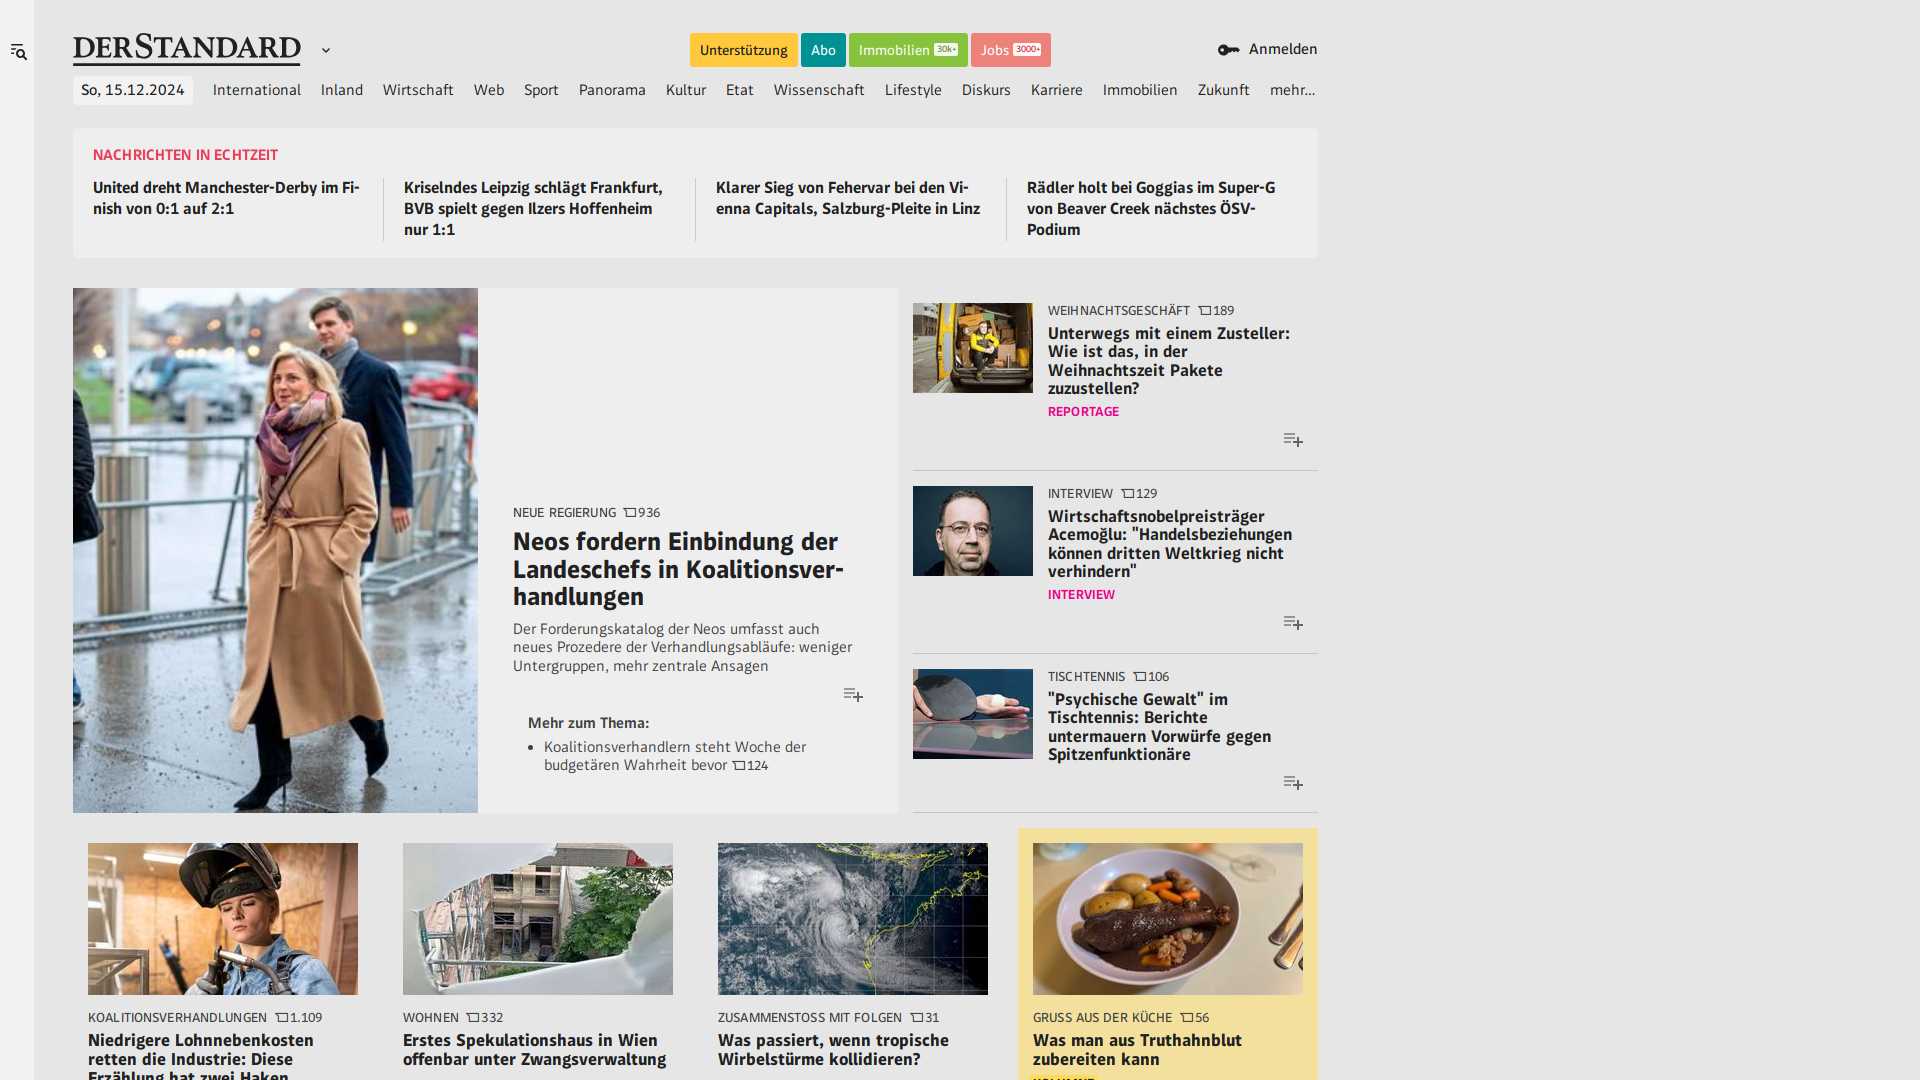 DERSTANDARD
Unterstützung
Abo
Immobilien 30k+
Jobs 3000+
Anmelden
So, 15.12.2024
International
Inland
Wirtschaft
Web
Sport
Panorama
Kultur
Etat
Wissenschaft
Lifestyle
Diskurs
Karriere
Immobilien
Zukunft
mehr...
NACHRICHTEN IN ECHTZEIT
United dreht Manchester-Derby im Fi-
nish von 0:1 auf 2:1
Kriselndes Leipzig schlägt Frankfurt,
BVB spielt gegen Ilzers Hoffenheim
nur 1:1
Klarer Sieg von Fehervar bei den Vi-
enna Capitals, Salzburg-Pleite in Linz
Rädler holt bei Goggias im Super-G
von Beaver Creek nächstes ÖSV-
Podium
NEUE REGIERUNG 936
Neos fordern Einbindung der
Landeschefs in Koalitionsver-
handlungen
Der Forderungskatalog der Neos umfasst auch
neues Prozedere der Verhandlungsabläufe: weniger
Untergruppen, mehr zentrale Ansagen
Mehr zum Thema:
Koalitionsverhandlern steht Woche der
budgetären Wahrheit bevor 124
WEIHNACHTSGESCHÄFT 189
Unterwegs mit einem Zusteller:
Wie ist das, in der
Weihnachtszeit Pakete
zuzustellen?
REPORTAGE
INTERVIEW 129
Wirtschaftsnobelpreisträger
Acemoğlu: "Handelsbeziehungen
können dritten Weltkrieg nicht
verhindern"
INTERVIEW
TISCHTENNIS 106
"Psychische Gewalt" im
Tischtennis: Berichte
untermauern Vorwürfe gegen
Spitzenfunktionäre
KOALITIONSVERHANDLUNGEN 1.109
Niedrigere Lohnnebenkosten
retten die Industrie: Diese
Erzählung hat zwei Haken
WOHNEN 332
Erstes Spekulationshaus in Wien
offenbar unter Zwangsverwaltung
ZUSAMMENSTOSS MIT FOLGEN 31
Was passiert, wenn tropische
Wirbelstürme kollidieren?
GRUSS AUS DER KÜCHE 56
Was man aus Truthahnblut
zubereiten kann